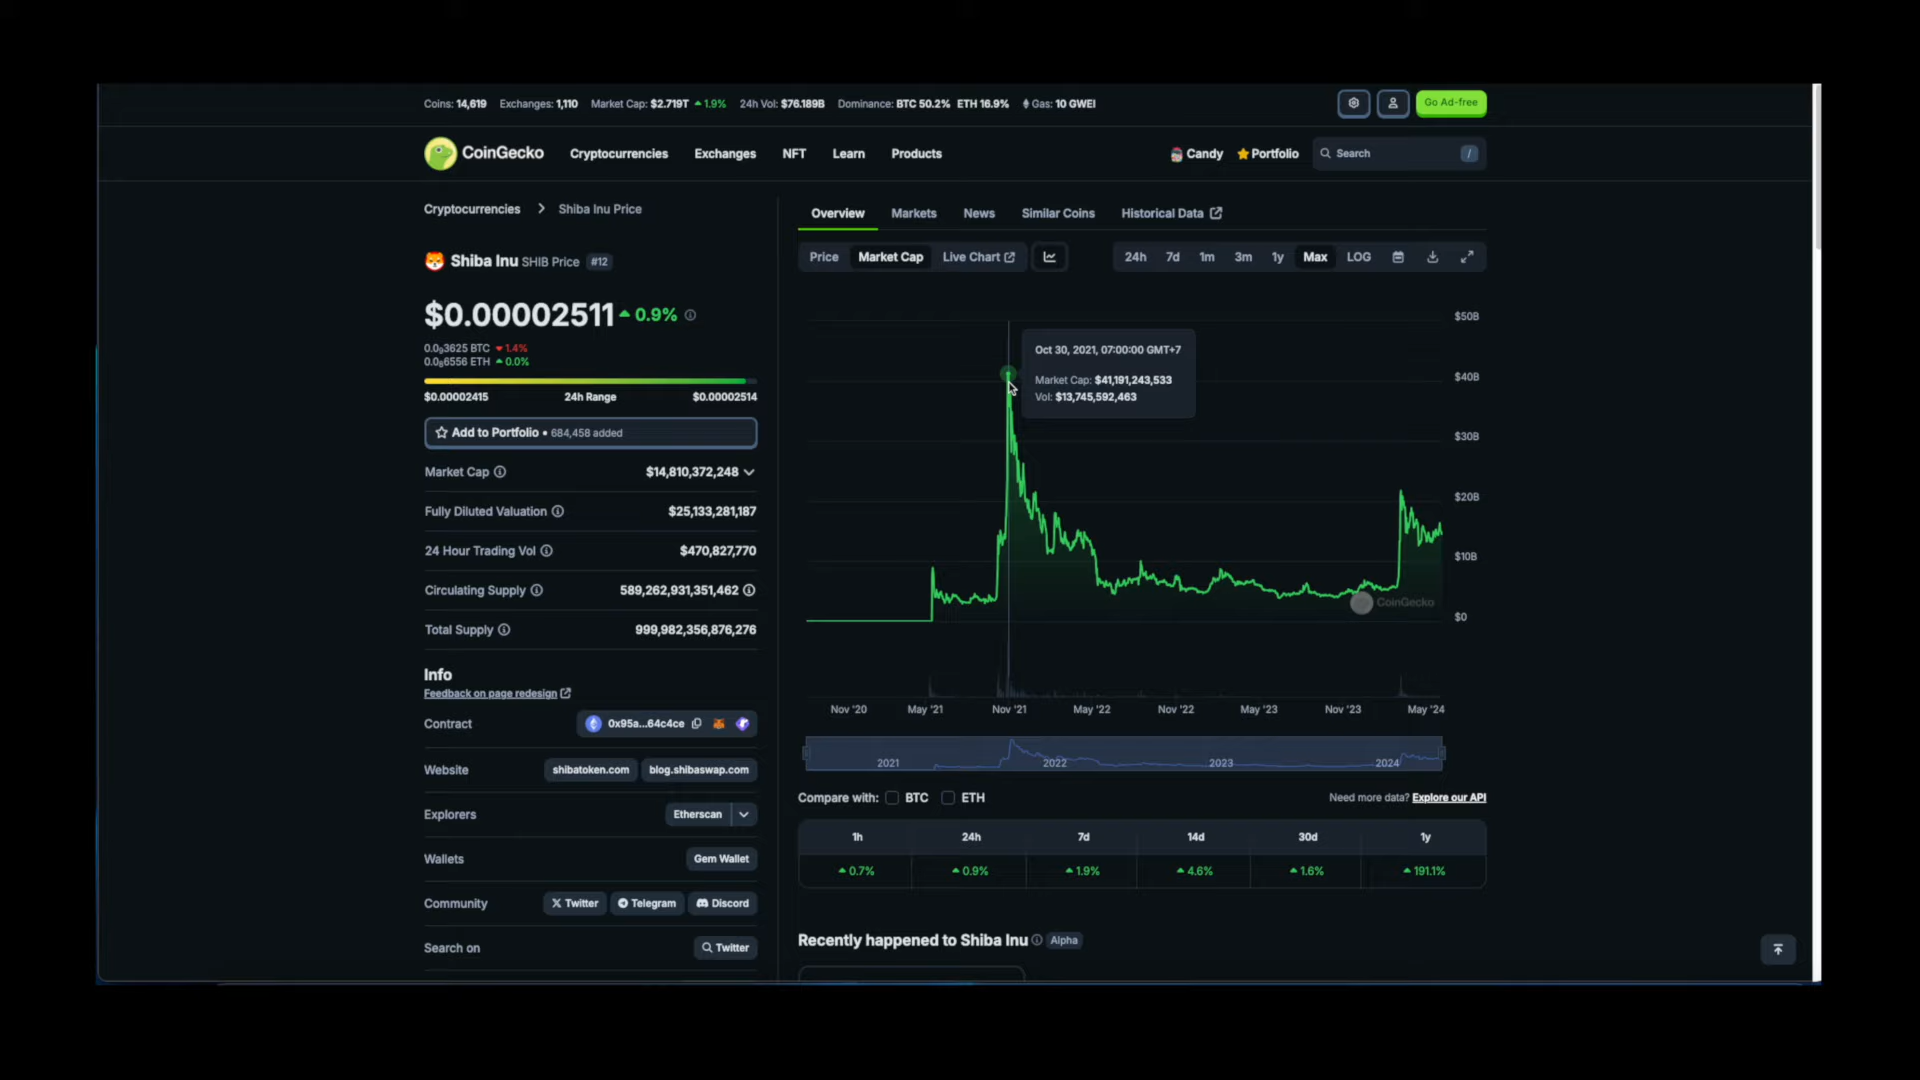 Coins: 14,619 Exchanges: 1,110 Market Cap: $2.719T 1.9% 24h Vol: $76.189B Dominance: BTC 50.2% ETH 16.9% Gas: 10 GWEI
Go Ad-free
CoinGecko
Cryptocurrencies Exchanges NFT Learn Products
Candy Portfolio Search /
Cryptocurrencies > Shiba Inu Price
Shiba Inu SHIB Price #12
$0.00002511 0.9%
0.0₉3625 BTC 1.4%
0.0₈6556 ETH 0.0%
$0.00002415 24h Range $0.00002514
Add to Portfolio • 684,458 added
Market Cap $14,810,372,248
Fully Diluted Valuation $25,133,281,187
24 Hour Trading Vol $470,827,770
Circulating Supply 589,262,931,351,462
Total Supply 999,982,356,876,276
Info
Feedback on page redesign
Contract 0x95a...64c4ce
Website shibatoken.com blog.shibaswap.com
Explorers Etherscan
Wallets Gem Wallet
Community Twitter Telegram Discord
Search on Twitter
Overview Markets News Similar Coins Historical Data
Price Market Cap Live Chart
24h 7d 1m 3m 1y Max LOG
Oct 30, 2021, 07:00:00 GMT+7
Market Cap: $41,191,243,533
Vol: $13,745,592,463
$50B
$40B
$30B
$20B
$10B
$0
CoinGecko
Nov '20 May '21 Nov '21 May '22 Nov '22 May '23 Nov '23 May '24
2021 2022 2023 2024
Compare with: BTC ETH
Need more data? Explore our API
1h 24h 7d 14d 30d 1y
0.7% 0.9% 1.9% 4.6% 1.6% 191.1%
Recently happened to Shiba Inu Alpha